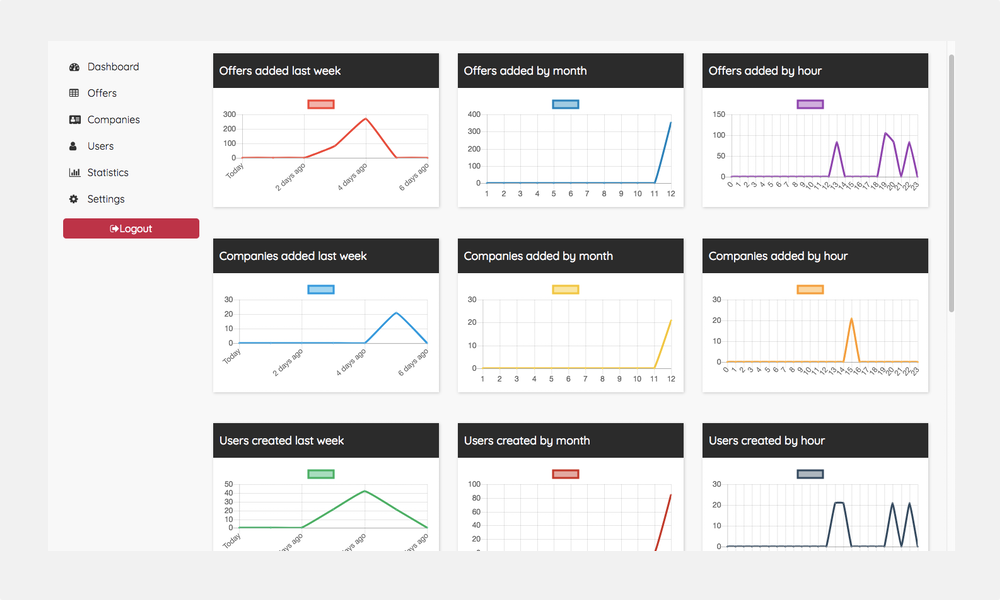 Dashboard
Offers
Companies
Users
Statistics
Settings
Logout
Offers added last week
300
200
100
0
Today
2 days ago
4 days ago
6 days ago
Offers added by month
400
300
200
100
0
1 2 3 4 5 6 7 8 9 10 11 12
Offers added by hour
150
100
50
0
0 1 2 3 4 5 6 7 8 9 10 11 12 13 14 15 16 17 18 19 20 21 22 23
Companies added last week
30
20
10
0
Today
2 days ago
4 days ago
6 days ago
Companies added by month
30
20
10
0
1 2 3 4 5 6 7 8 9 10 11 12
Companies added by hour
30
20
10
0
0 1 2 3 4 5 6 7 8 9 10 11 12 13 14 15 16 17 18 19 20 21 22 23
Users created last week
50
40
30
20
10
0
Today
days ago
days ago
days ago
Users created by month
100
80
60
40
20
Users created by hour
30
20
10
0